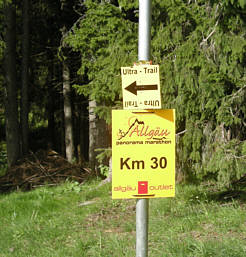 Ultra - Trail
Ultra - Trail
Allgäu
panorama marathon
Km 30
allgäu outlet